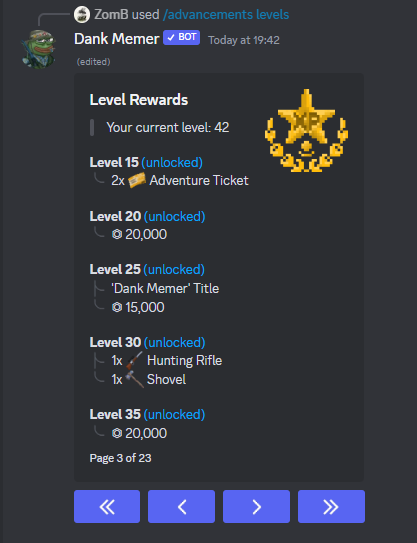 ZomB used /advancements levels
Dank Memer ✓ BOT Today at 19:42
(edited)
Level Rewards
XP
Your current level: 42
Level 15 (unlocked)
2x Adventure Ticket
Level 20 (unlocked)
20,000
Level 25 (unlocked)
'Dank Memer' Title
15,000
Level 30 (unlocked)
1x Hunting Rifle
1x Shovel
Level 35 (unlocked)
20,000
Page 3 of 23